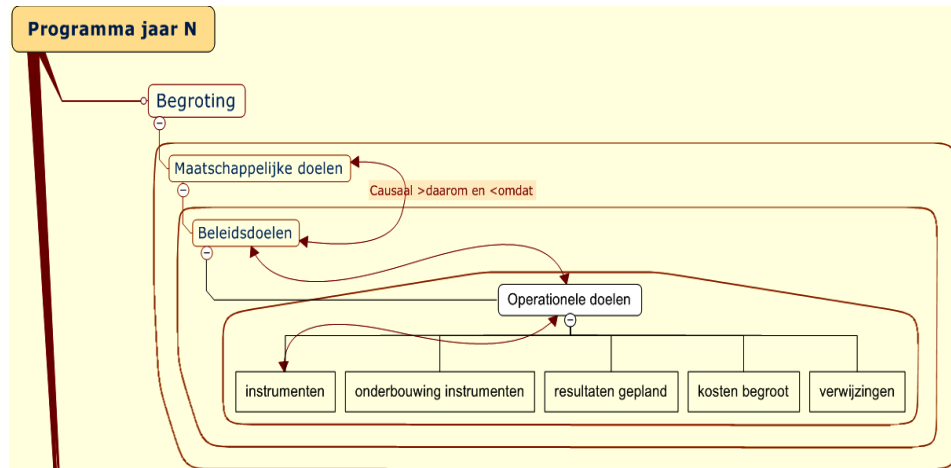 Programma jaar N
Begroting
Maatschappelijke doelen
Causaal >daarom en <omdat
Beleidsdoelen
Operationele doelen
instrumenten
onderbouwing instrumenten
resultaten gepland
kosten begroot
verwijzingen